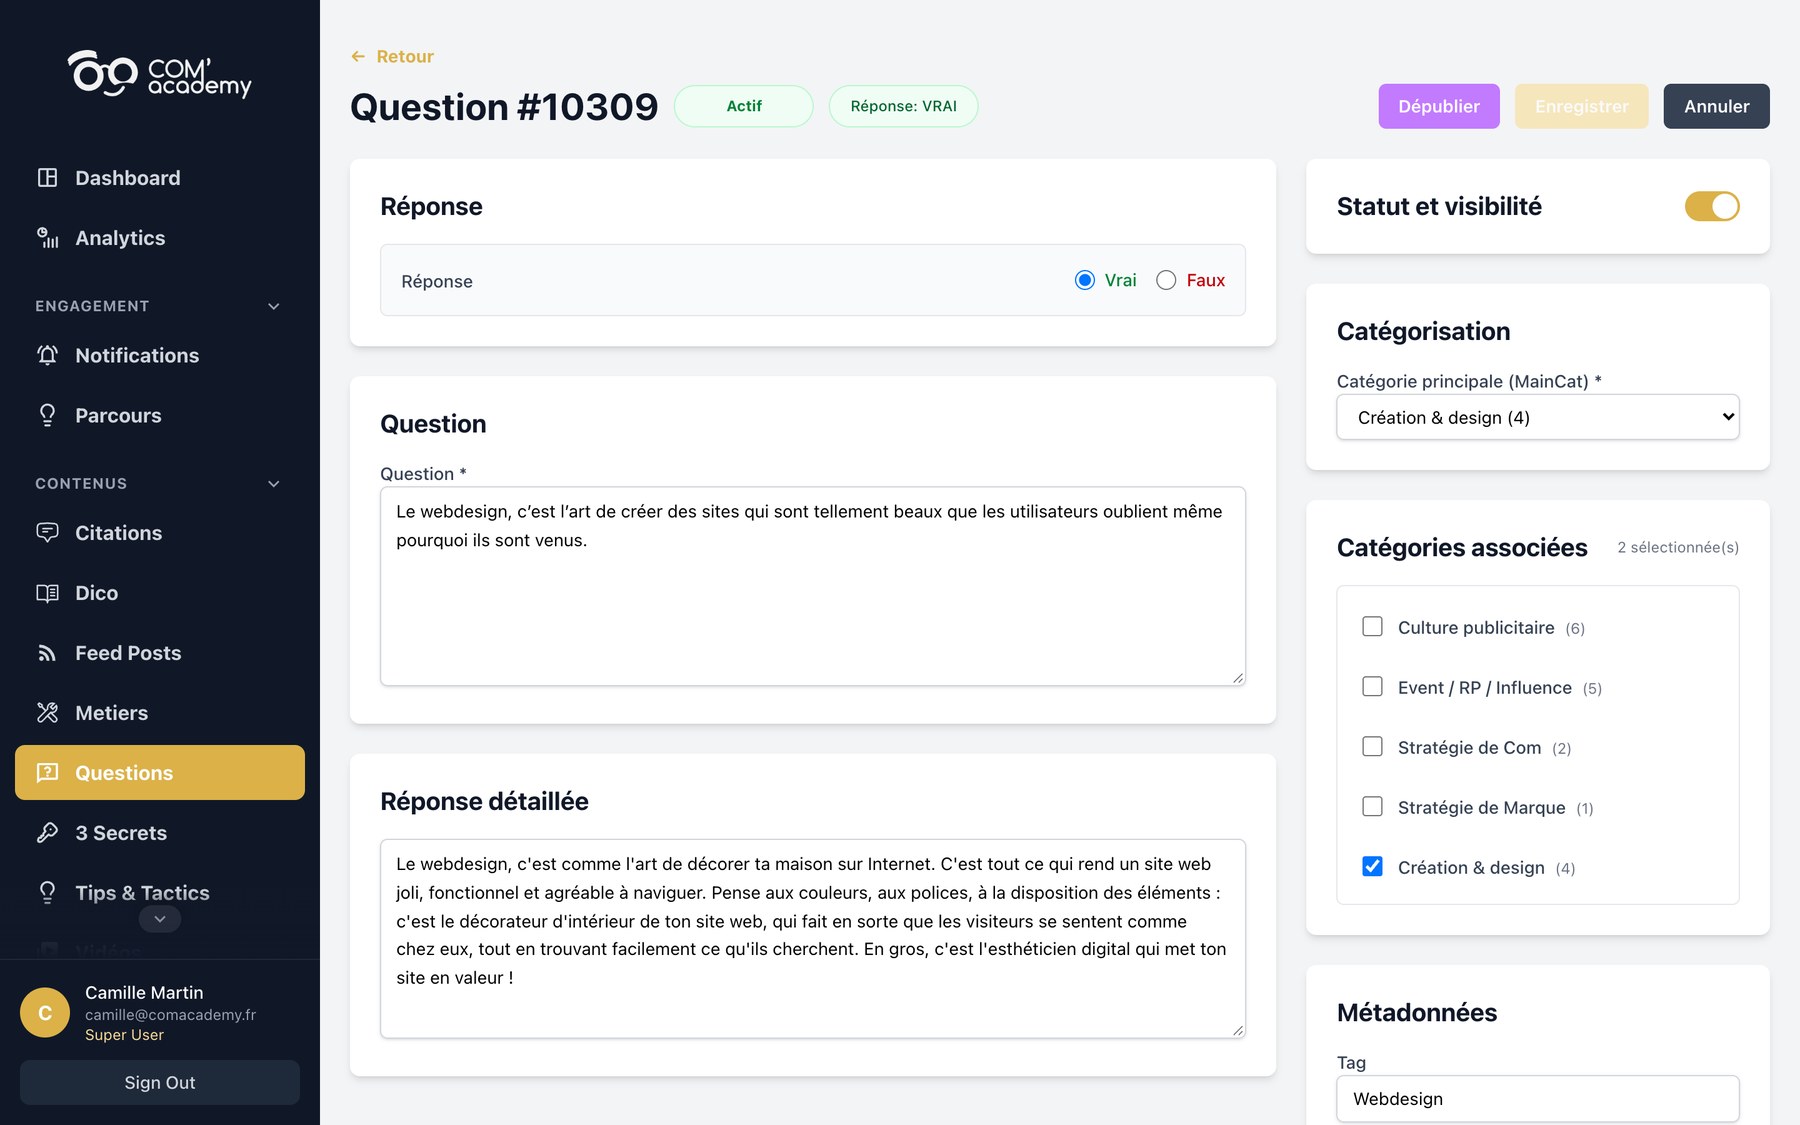 COM'
academy
Dashboard
Analytics
ENGAGEMENT
Notifications
Parcours
CONTENUS
Citations
Dico
Feed Posts
Metiers
Questions
3 Secrets
Tips & Tactics
Vidéos
C
Camille Martin
camille@comacademy.fr
Super User
Sign Out
← Retour
Question #10309
Actif
Réponse: VRAI
Dépublier
Enregistrer
Annuler
Réponse
Réponse
Vrai
Faux
Question
Question *
Le webdesign, c’est l’art de créer des sites qui sont tellement beaux que les utilisateurs oublient même
pourquoi ils sont venus.
Réponse détaillée
Le webdesign, c'est comme l'art de décorer ta maison sur Internet. C'est tout ce qui rend un site web
joli, fonctionnel et agréable à naviguer. Pense aux couleurs, aux polices, à la disposition des éléments :
c'est le décorateur d'intérieur de ton site web, qui fait en sorte que les visiteurs se sentent comme
chez eux, tout en trouvant facilement ce qu'ils cherchent. En gros, c'est l'esthéticien digital qui met ton
site en valeur !
Statut et visibilité
Catégorisation
Catégorie principale (MainCat) *
Création & design (4)
Catégories associées
2 sélectionnée(s)
Culture publicitaire (6)
Event / RP / Influence (5)
Stratégie de Com (2)
Stratégie de Marque (1)
Création & design (4)
Métadonnées
Tag
Webdesign